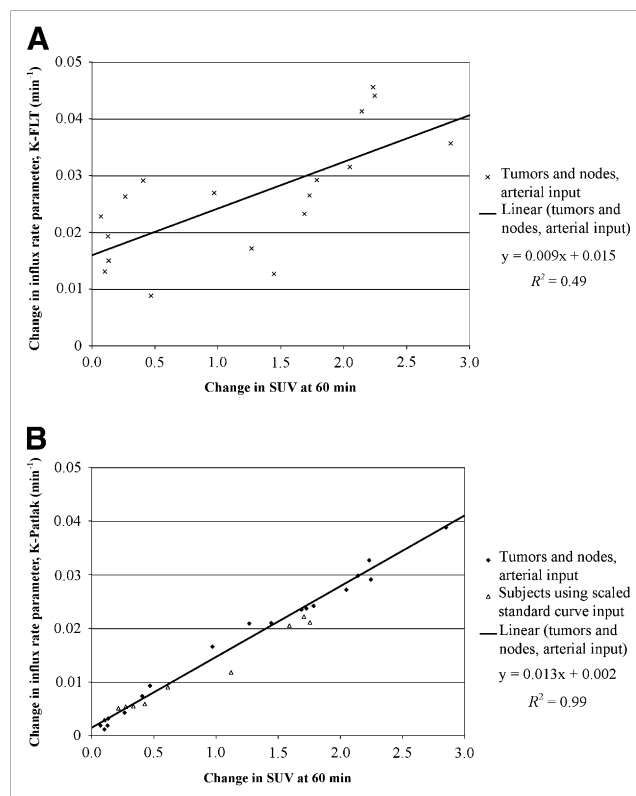 A
Change in influx rate parameter, K-FLT (min-1)
0.05
0.04
0.03
0.02
0.01
0
0.0 0.5 1.0 1.5 2.0 2.5 3.0
Change in SUV at 60 min
× Tumors and nodes,
arterial input
Linear (tumors and
nodes, arterial input)
y = 0.009x + 0.015
R2 = 0.49
B
Change in influx rate parameter, K-Patlak (min-1)
0.05
0.04
0.03
0.02
0.01
0
0.0 0.5 1.0 1.5 2.0 2.5 3.0
Change in SUV at 60 min
Tumors and nodes,
arterial input
Subjects using scaled
standard curve input
Linear (tumors and
nodes, arterial input)
y = 0.013x + 0.002
R2 = 0.99